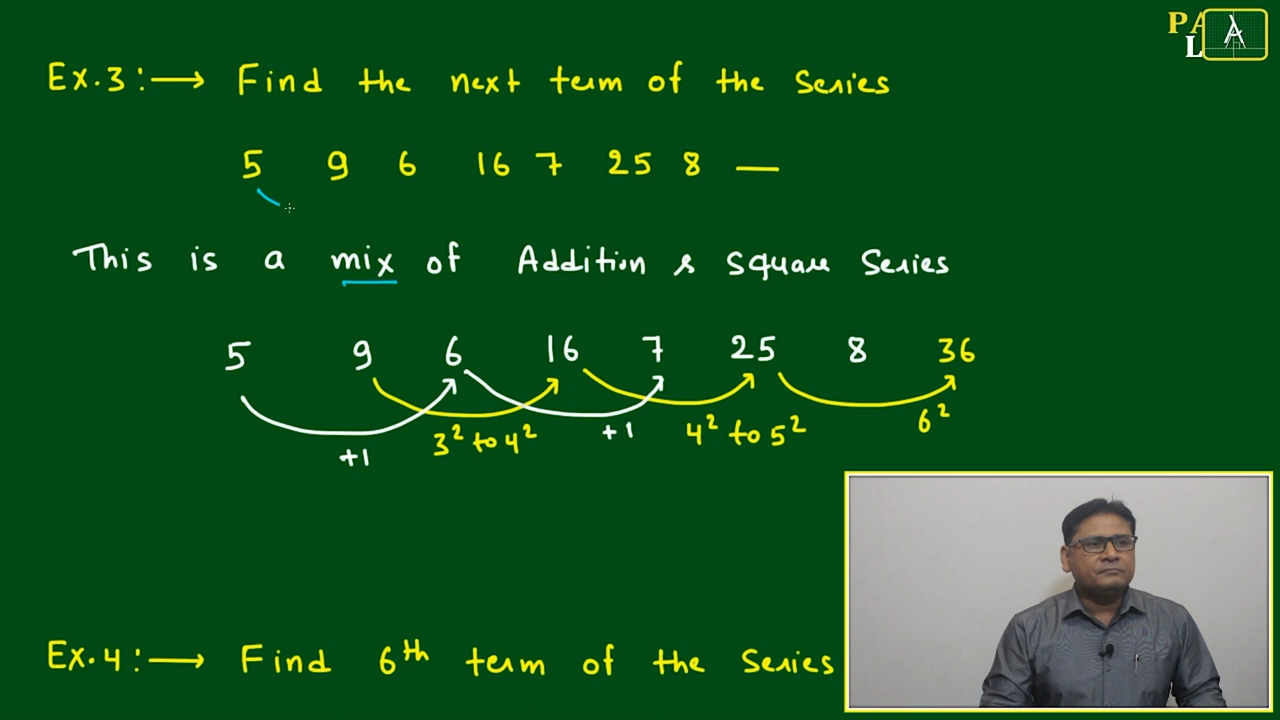 PA
L A
Ex.3:→ Find the next term of the Series
5 9 6 16 7 25 8 —
This is a mix of Addition & square Series
5 9 6 16 7 25 8 36
+1 3² to 4² +1 4² to 5² 6²
Ex.4:→ Find 6th term of the Series